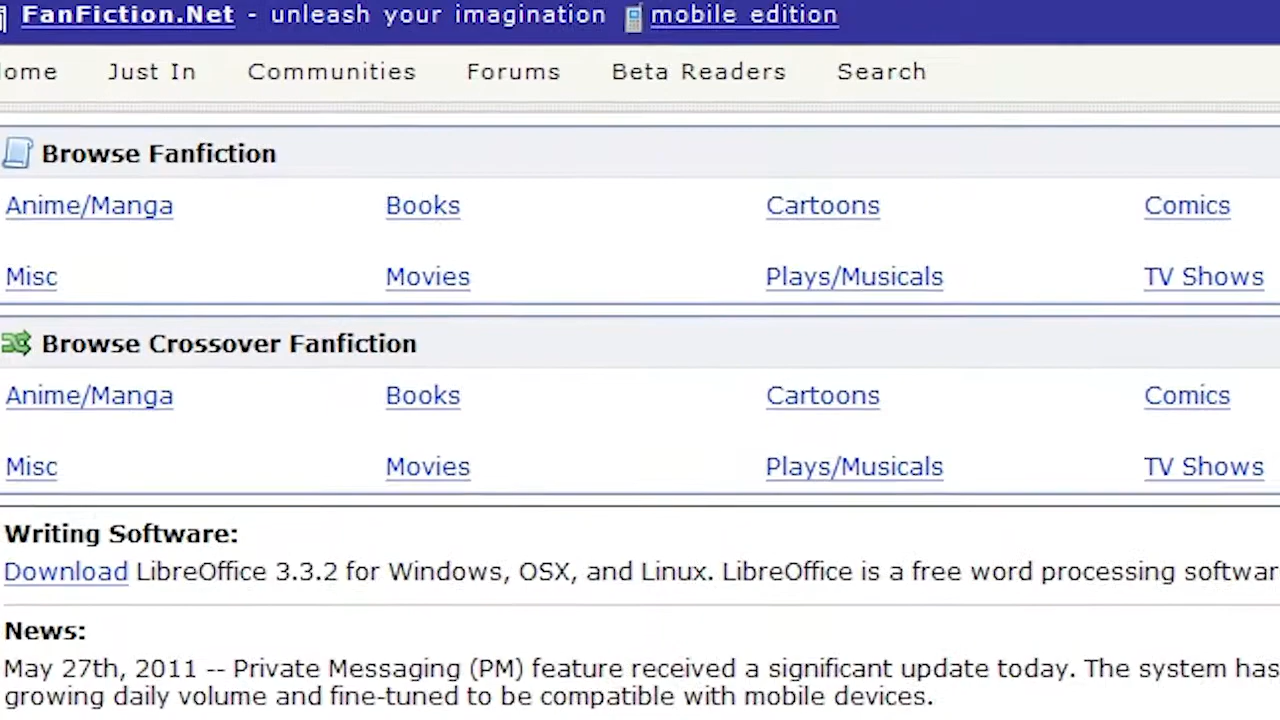 FanFiction.Net - unleash your imagination mobile edition
ome Just In Communities Forums Beta Readers Search
Browse Fanfiction
Anime/Manga Books Cartoons Comics
Misc Movies Plays/Musicals TV Shows
Browse Crossover Fanfiction
Anime/Manga Books Cartoons Comics
Misc Movies Plays/Musicals TV Shows
Writing Software:
Download LibreOffice 3.3.2 for Windows, OSX, and Linux. LibreOffice is a free word processing softwar
News:
May 27th, 2011 -- Private Messaging (PM) feature received a significant update today. The system has
growing daily volume and fine-tuned to be compatible with mobile devices.